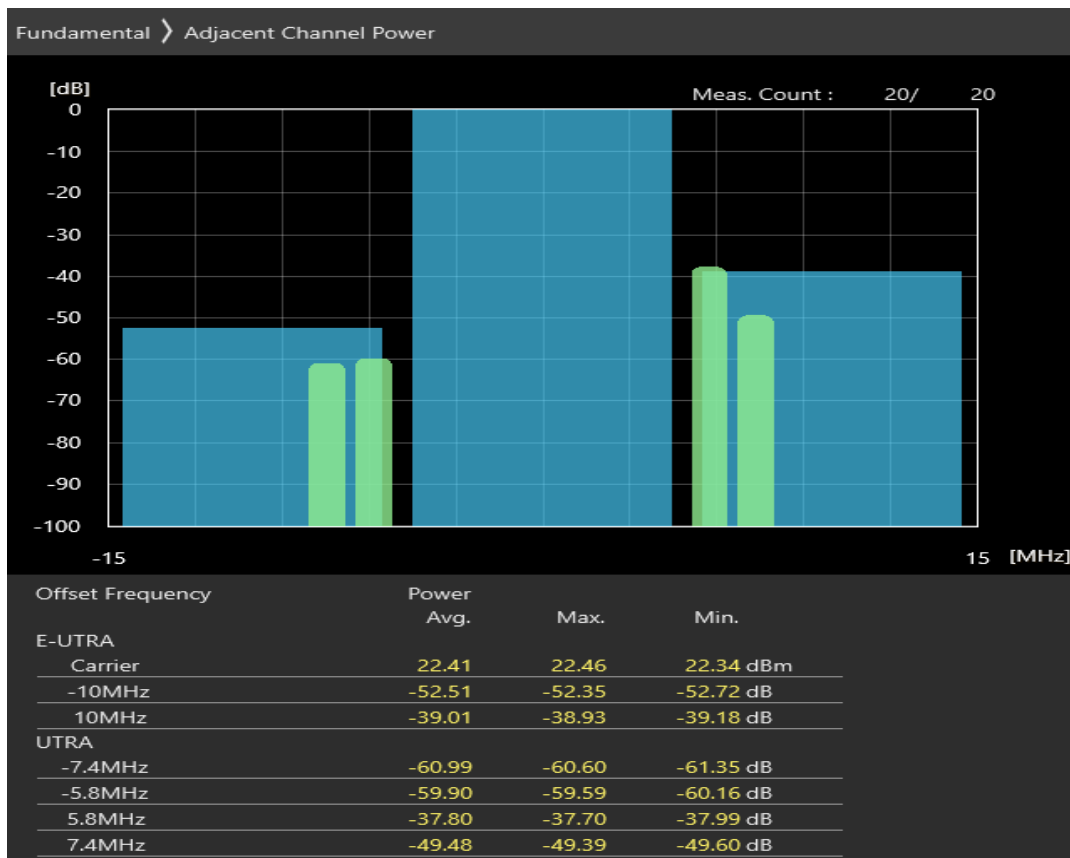 Fundamental 〉 Adjacent Channel Power
[dB]
Meas. Count : 20/ 20
0
-10
-20
-30
-40
-50
-60
-70
-80
-90
-100
-15 15 [MHz]
Offset Frequency Power
Avg. Max. Min.
E-UTRA
Carrier 22.41 22.46 22.34 dBm
-10MHz -52.51 -52.35 -52.72 dB
10MHz -39.01 -38.93 -39.18 dB
UTRA
-7.4MHz -60.99 -60.60 -61.35 dB
-5.8MHz -59.90 -59.59 -60.16 dB
5.8MHz -37.80 -37.70 -37.99 dB
7.4MHz -49.48 -49.39 -49.60 dB